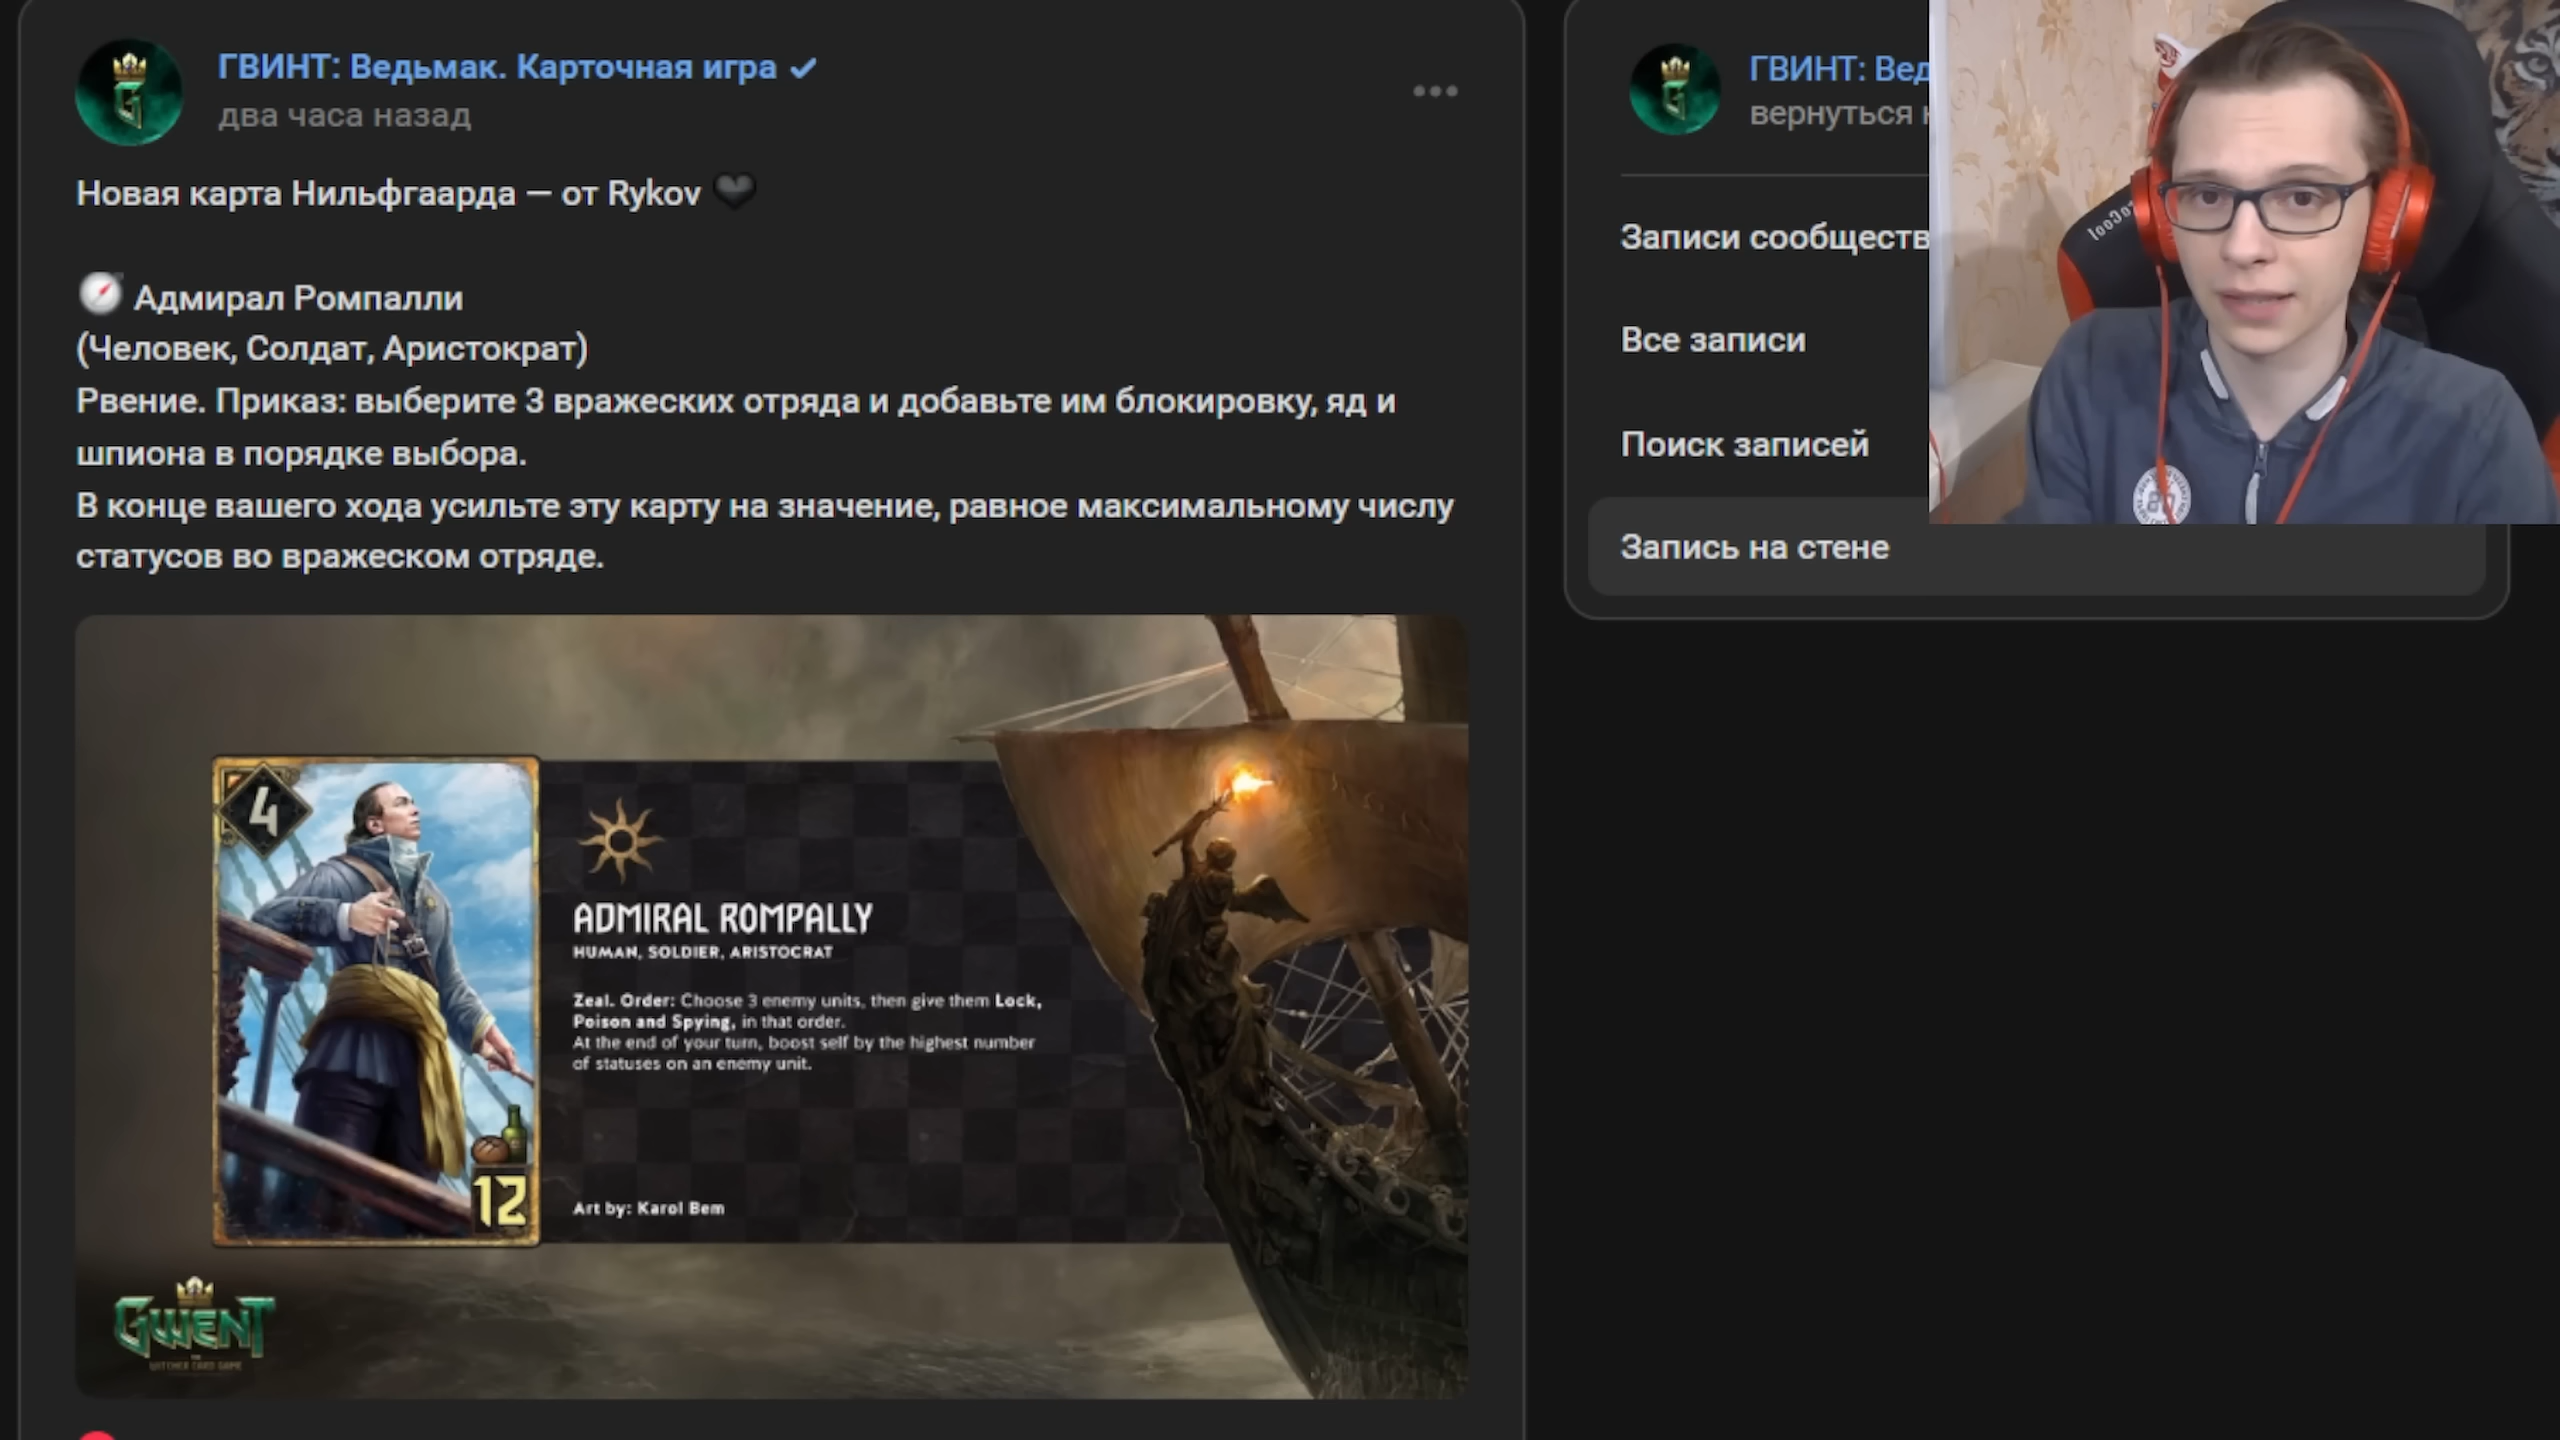 ГВИНТ: Ведьмак. Карточная игра
два часа назад
Новая карта Нильфгаарда — от Rykov
Адмирал Ромпалли
(Человек, Солдат, Аристократ)
Рвение. Приказ: выберите 3 вражеских отряда и добавьте им блокировку, яд и
шпиона в порядке выбора.
В конце вашего хода усильте эту карту на значение, равное максимальному числу
статусов во вражеском отряде.
4
12
ADMIRAL ROMPALLY
HUMAN, SOLDIER, ARISTOCRAT
Zeal. Order: Choose 3 enemy units, then give them Lock,
Poison and Spying, in that order.
At the end of your turn, boost self by the highest number
of statuses on an enemy unit.
Art by: Karol Bem
GWENT
THE
WITCHER CARD GAME
ГВИНТ: Вед
вернуться
Записи сообществ
Все записи
Поиск записей
Запись на стене